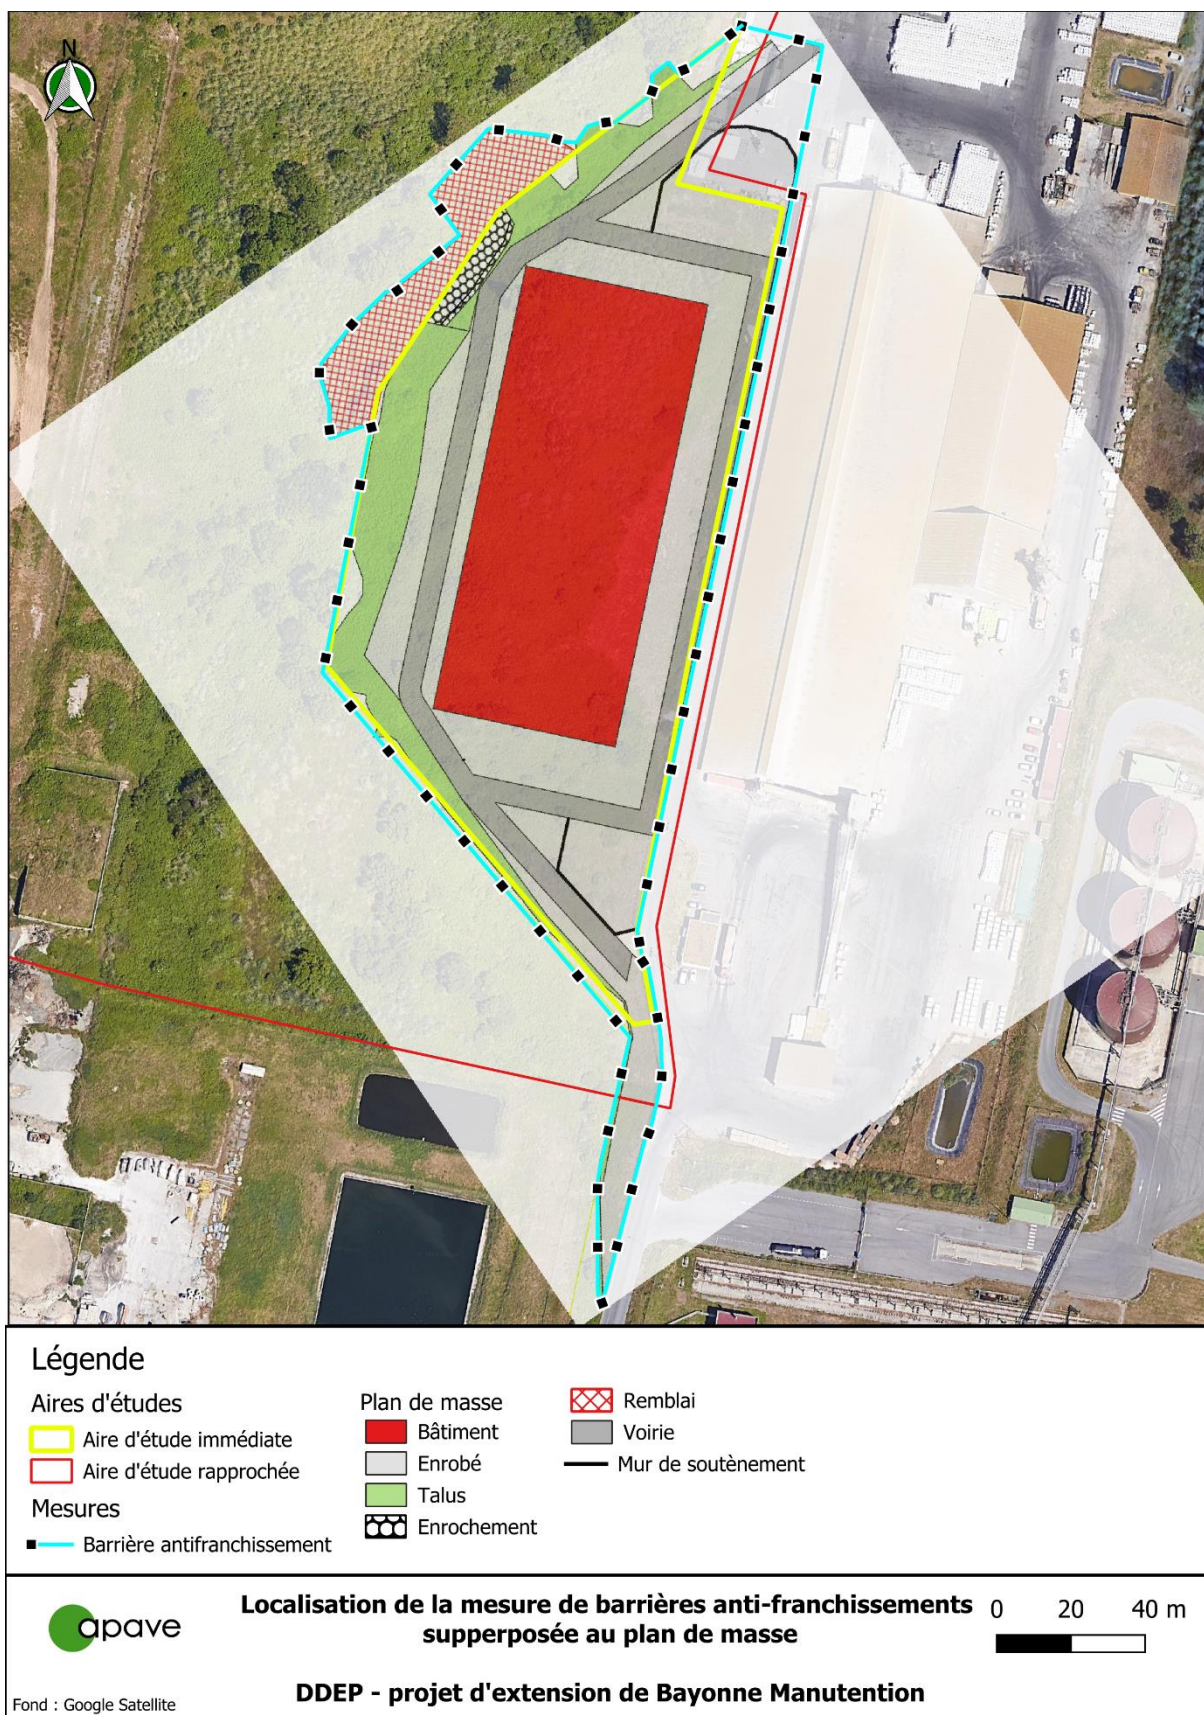 N
Légende
Aires d'études
Aire d'étude immédiate
Aire d'étude rapprochée
Mesures
Barrière antifranchissement
Plan de masse
Bâtiment
Enrobé
Talus
Enrochement
Remblai
Voirie
Mur de soutènement
apave
Fond : Google Satellite
Localisation de la mesure de barrières anti-franchissements
supperposée au plan de masse
DDEP - projet d'extension de Bayonne Manutention
0 20 40 m